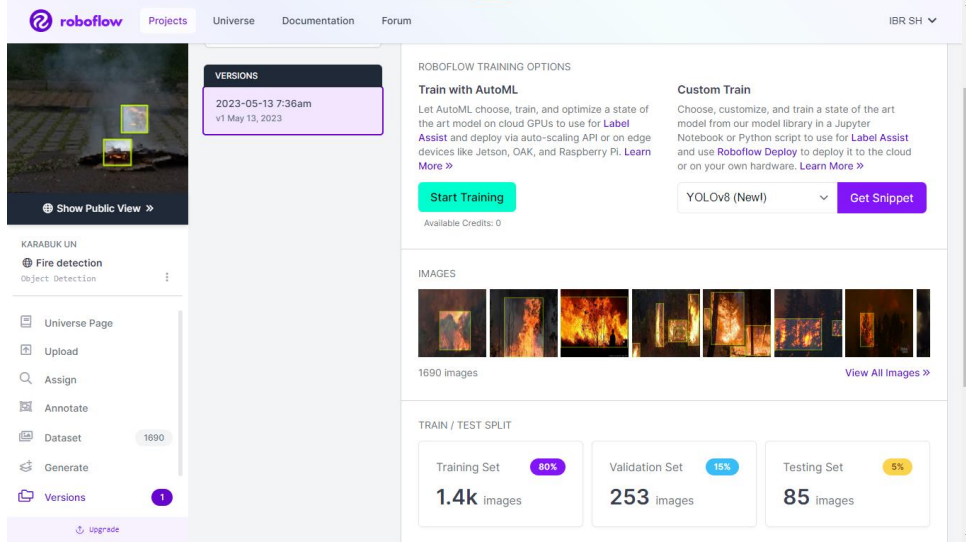 roboflow
Projects
Universe
Documentation
Forum
IBR SH
Show Public View »
KARABUK UN
Fire detection
Object Detection
Universe Page
Upload
Assign
Annotate
Dataset 1690
Generate
Versions 1
Upgrade
VERSIONS
2023-05-13 7:36am
v1 May 13, 2023
ROBOFLOW TRAINING OPTIONS
Train with AutoML
Let AutoML choose, train, and optimize a state of
the art model on cloud GPUs to use for Label
Assist and deploy via auto-scaling API or on edge
devices like Jetson, OAK, and Raspberry Pi. Learn
More »
Start Training
Available Credits: 0
Custom Train
Choose, customize, and train a state of the art
model from our model library in a Jupyter
Notebook or Python script to use for Label Assist
and use Roboflow Deploy to deploy it to the cloud
or on your own hardware. Learn More »
YOLOv8 (New!)
Get Snippet
IMAGES
1690 images
View All Images »
TRAIN / TEST SPLIT
Training Set 80%
1.4k images
Validation Set 15%
253 images
Testing Set 5%
85 images